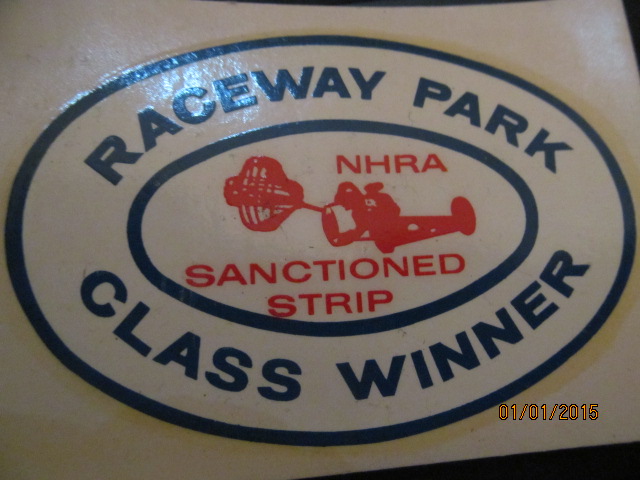 RACEWAY PARK
NHRA
SANCTIONED
STRIP
CLASS WINNER
01/01/2015